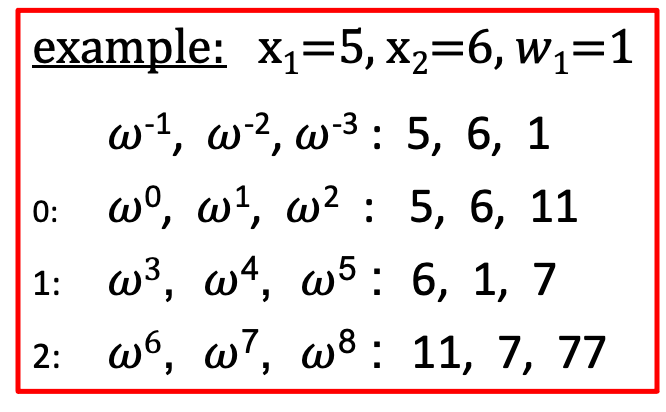 example: x₁=5, x₂=6, w₁=1
ω⁻¹, ω⁻², ω⁻³ : 5, 6, 1
0: ω⁰, ω¹, ω² : 5, 6, 11
1: ω³, ω⁴, ω⁵ : 6, 1, 7
2: ω⁶, ω⁷, ω⁸ : 11, 7, 77